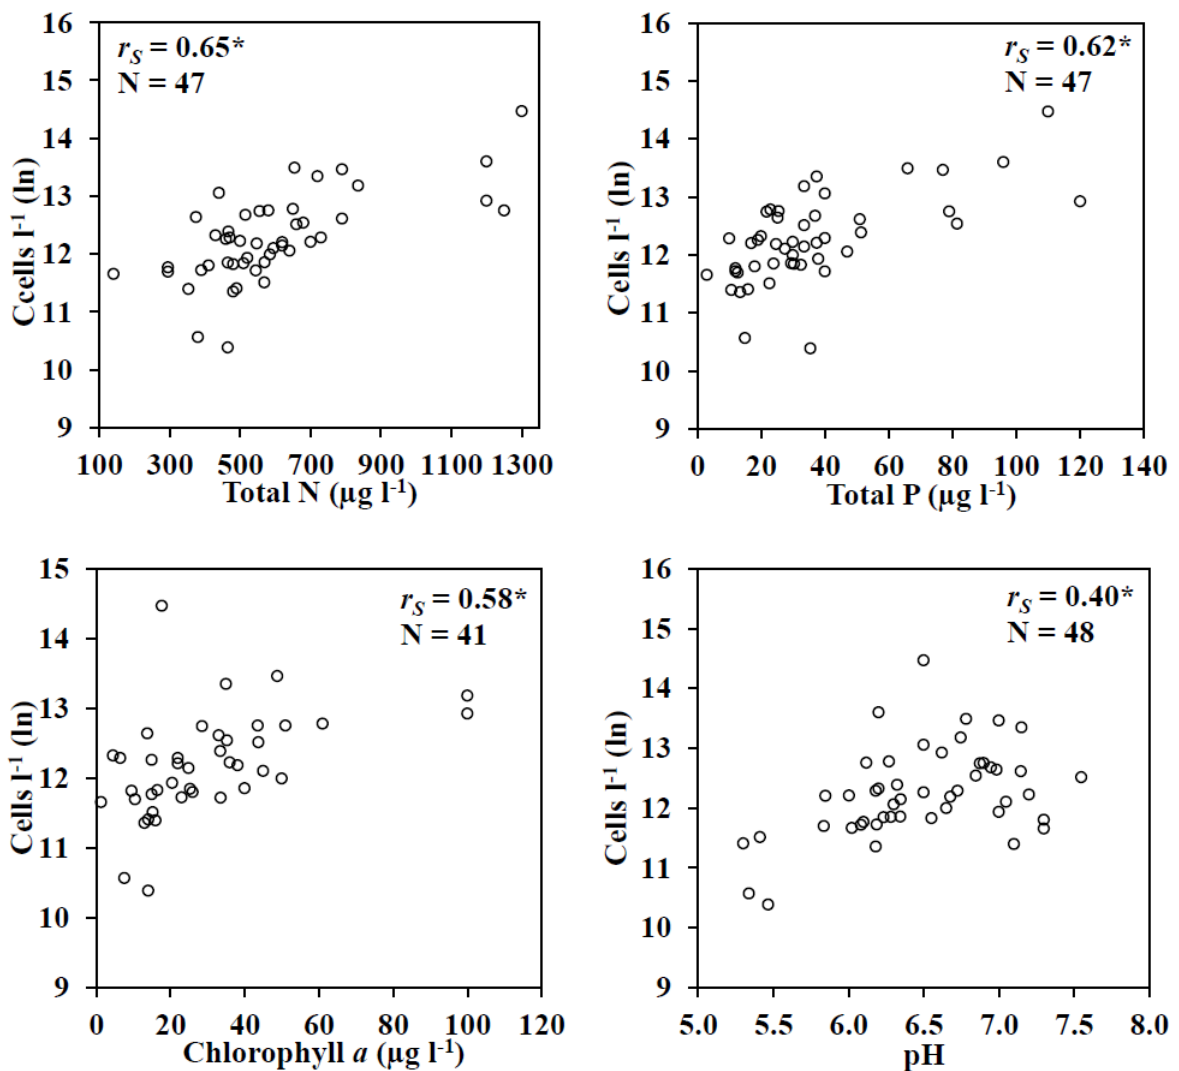 16
15
14
13
12
11
10
9
Ccells l⁻¹ (ln)
r_S = 0.65*
N = 47
100 300 500 700 900 1100 1300
Total N (µg l⁻¹)
16
15
14
13
12
11
10
9
Cells l⁻¹ (ln)
r_S = 0.62*
N = 47
0 20 40 60 80 100 120 140
Total P (µg l⁻¹)
15
14
13
12
11
10
9
Cells l⁻¹ (ln)
r_S = 0.58*
N = 41
0 20 40 60 80 100 120
Chlorophyll a (µg l⁻¹)
16
15
14
13
12
11
10
9
Cells l⁻¹ (ln)
r_S = 0.40*
N = 48
5.0 5.5 6.0 6.5 7.0 7.5 8.0
pH